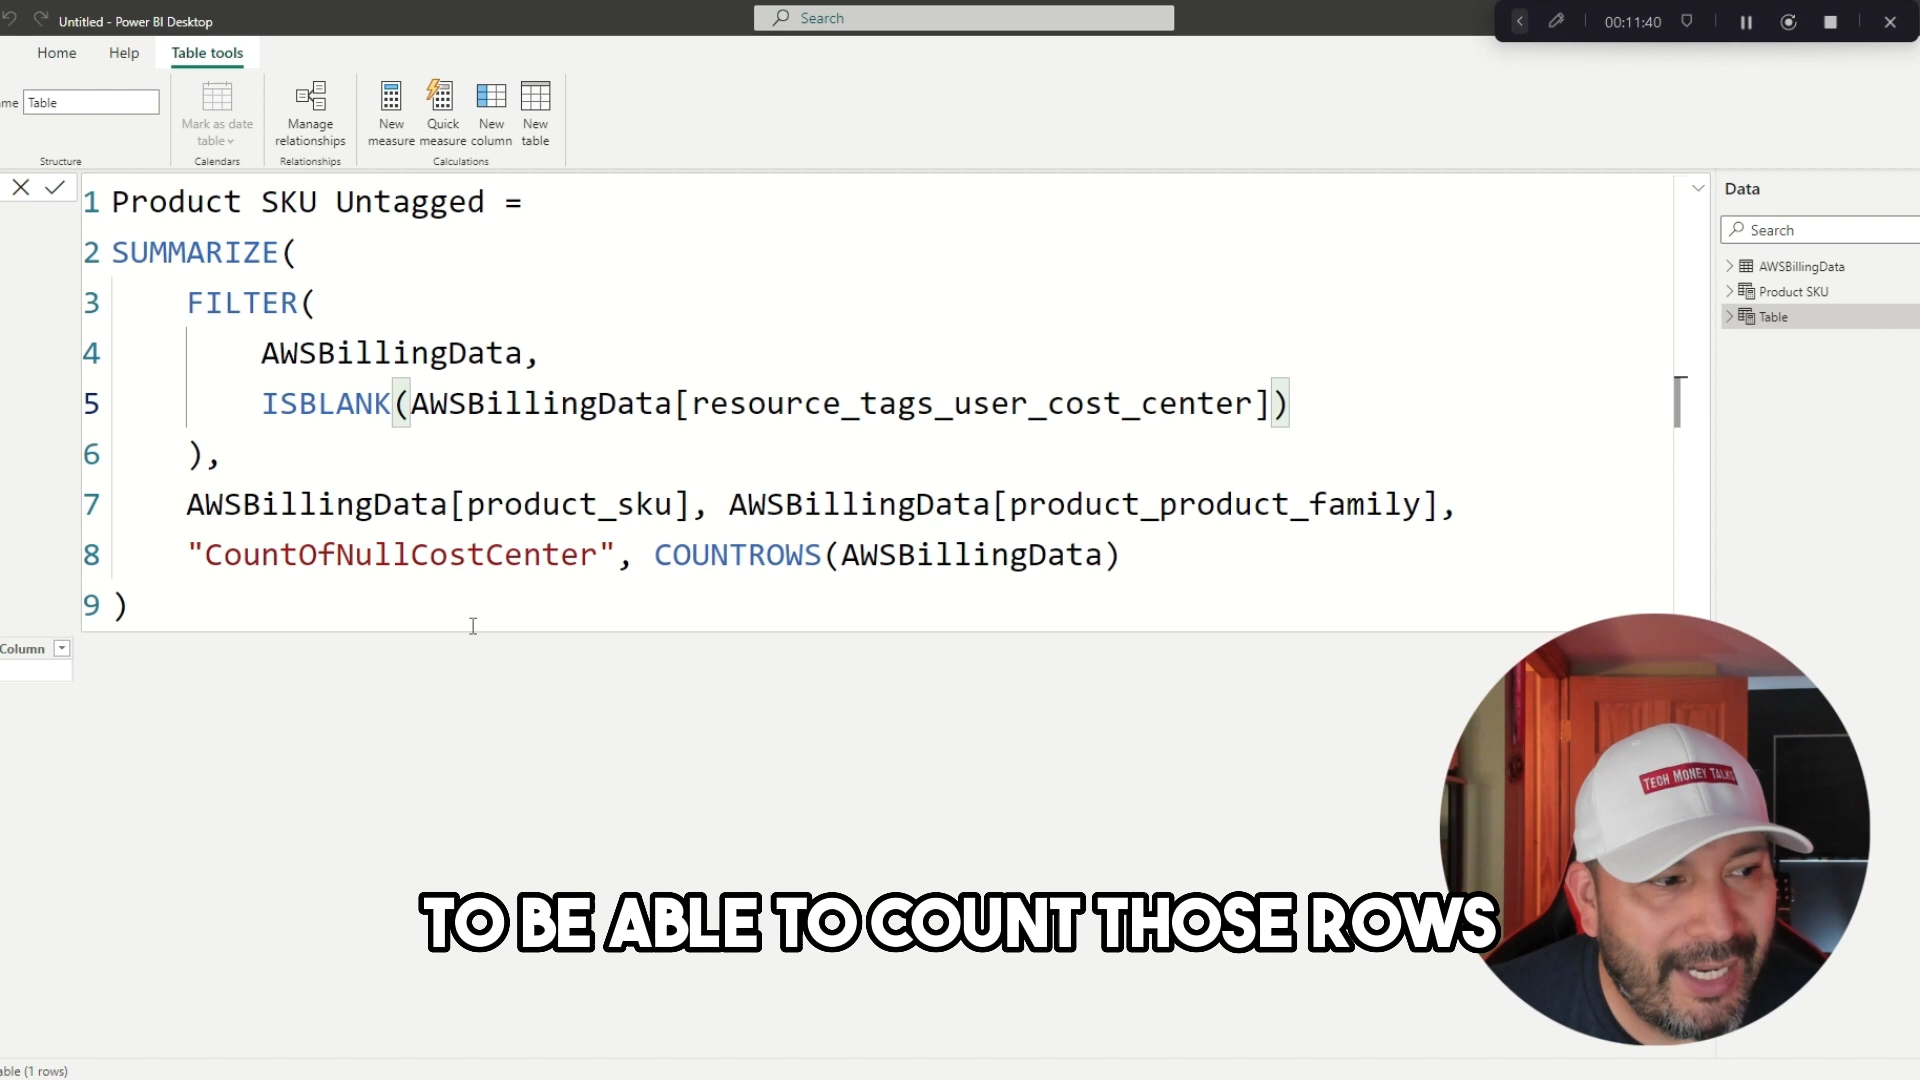 Untitled - Power BI Desktop
Search
00:11:40
Home
Help
Table tools
Table
Mark as date
table
Manage
relationships
New
measure
Quick
measure
New
column
New
table
Structure
Calendars
Relationships
Calculations
1 Product SKU Untagged =
2 SUMMARIZE(
3 FILTER(
4 AWSBillingData,
5 ISBLANK(AWSBillingData[resource_tags_user_cost_center])
6 ),
7 AWSBillingData[product_sku], AWSBillingData[product_product_family],
8 "CountOfNullCostCenter", COUNTROWS(AWSBillingData)
9 )
Column
Data
Search
AWSBillingData
Product SKU
Table
TECH MONEY TALKS
TO BE ABLE TO COUNT THOSE ROWS
able (1 rows)